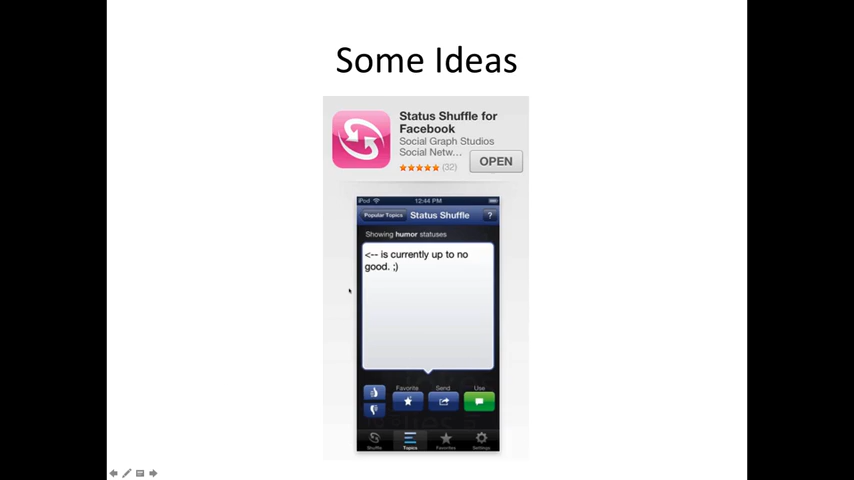 Some Ideas
Status Shuffle for
Facebook
Social Graph Studios
Social Netw...
(32)
OPEN
iPod
12:44 PM
Popular Topics
Status Shuffle
?
Showing humor statuses
<-- is currently up to no
good. ;)
Favorite
Send
Use
Shuffle
Topics
Favorites
Settings